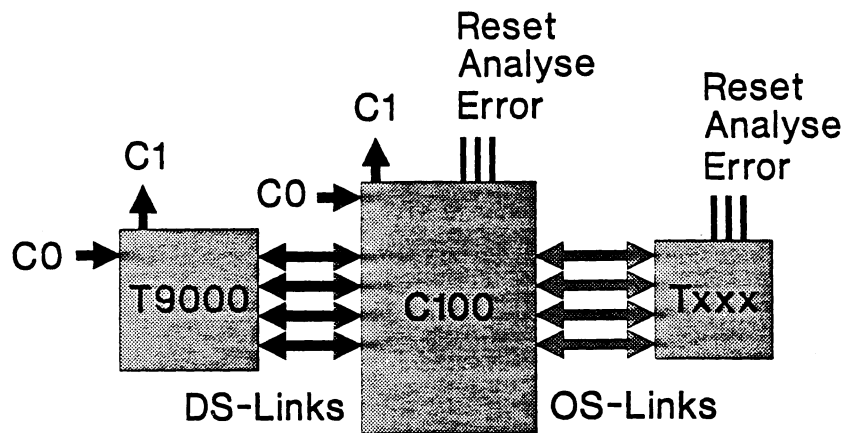 Reset
Analyse
Error
Reset
Analyse
Error
C1
C1
C0
C0
T9000
C100
Txxx
DS-Links
OS-Links